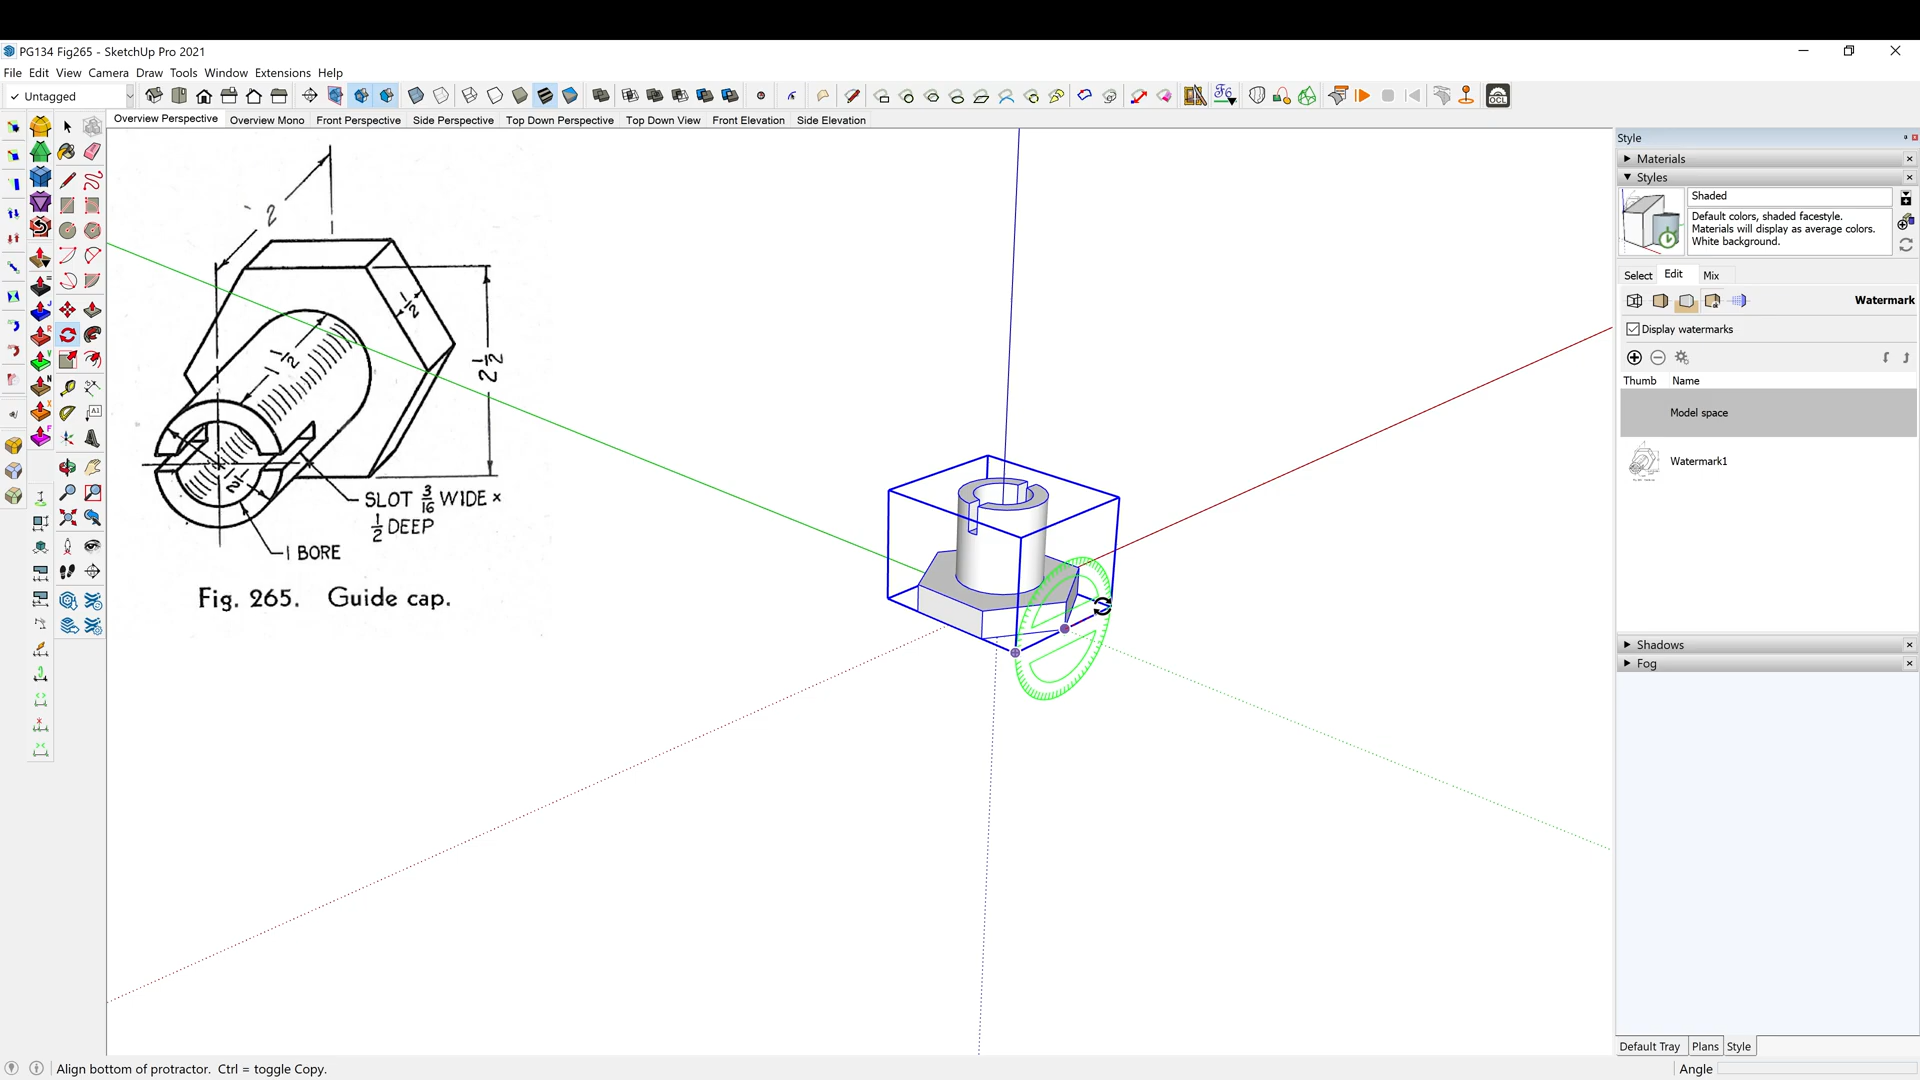 PG134 Fig265 - SketchUp Pro 2021
File Edit View Camera Draw Tools Window Extensions Help
✓ Untagged
Overview Perspective Overview Mono Front Perspective Side Perspective Top Down Perspective Top Down View Front Elevation Side Elevation
2
1/2
2 1/2
1 1/2
1 1/2
SLOT 3/16 WIDE ×
1/2 DEEP
1 BORE
Fig. 265. Guide cap.
Style
Materials
Styles
Shaded
Default colors, shaded facestyle.
Materials will display as average colors.
White background.
Select Edit Mix
Watermark
Display watermarks
Thumb Name
Model space
Watermark1
Shadows
Fog
Default Tray Plans Style
Align bottom of protractor. Ctrl = toggle Copy.
Angle